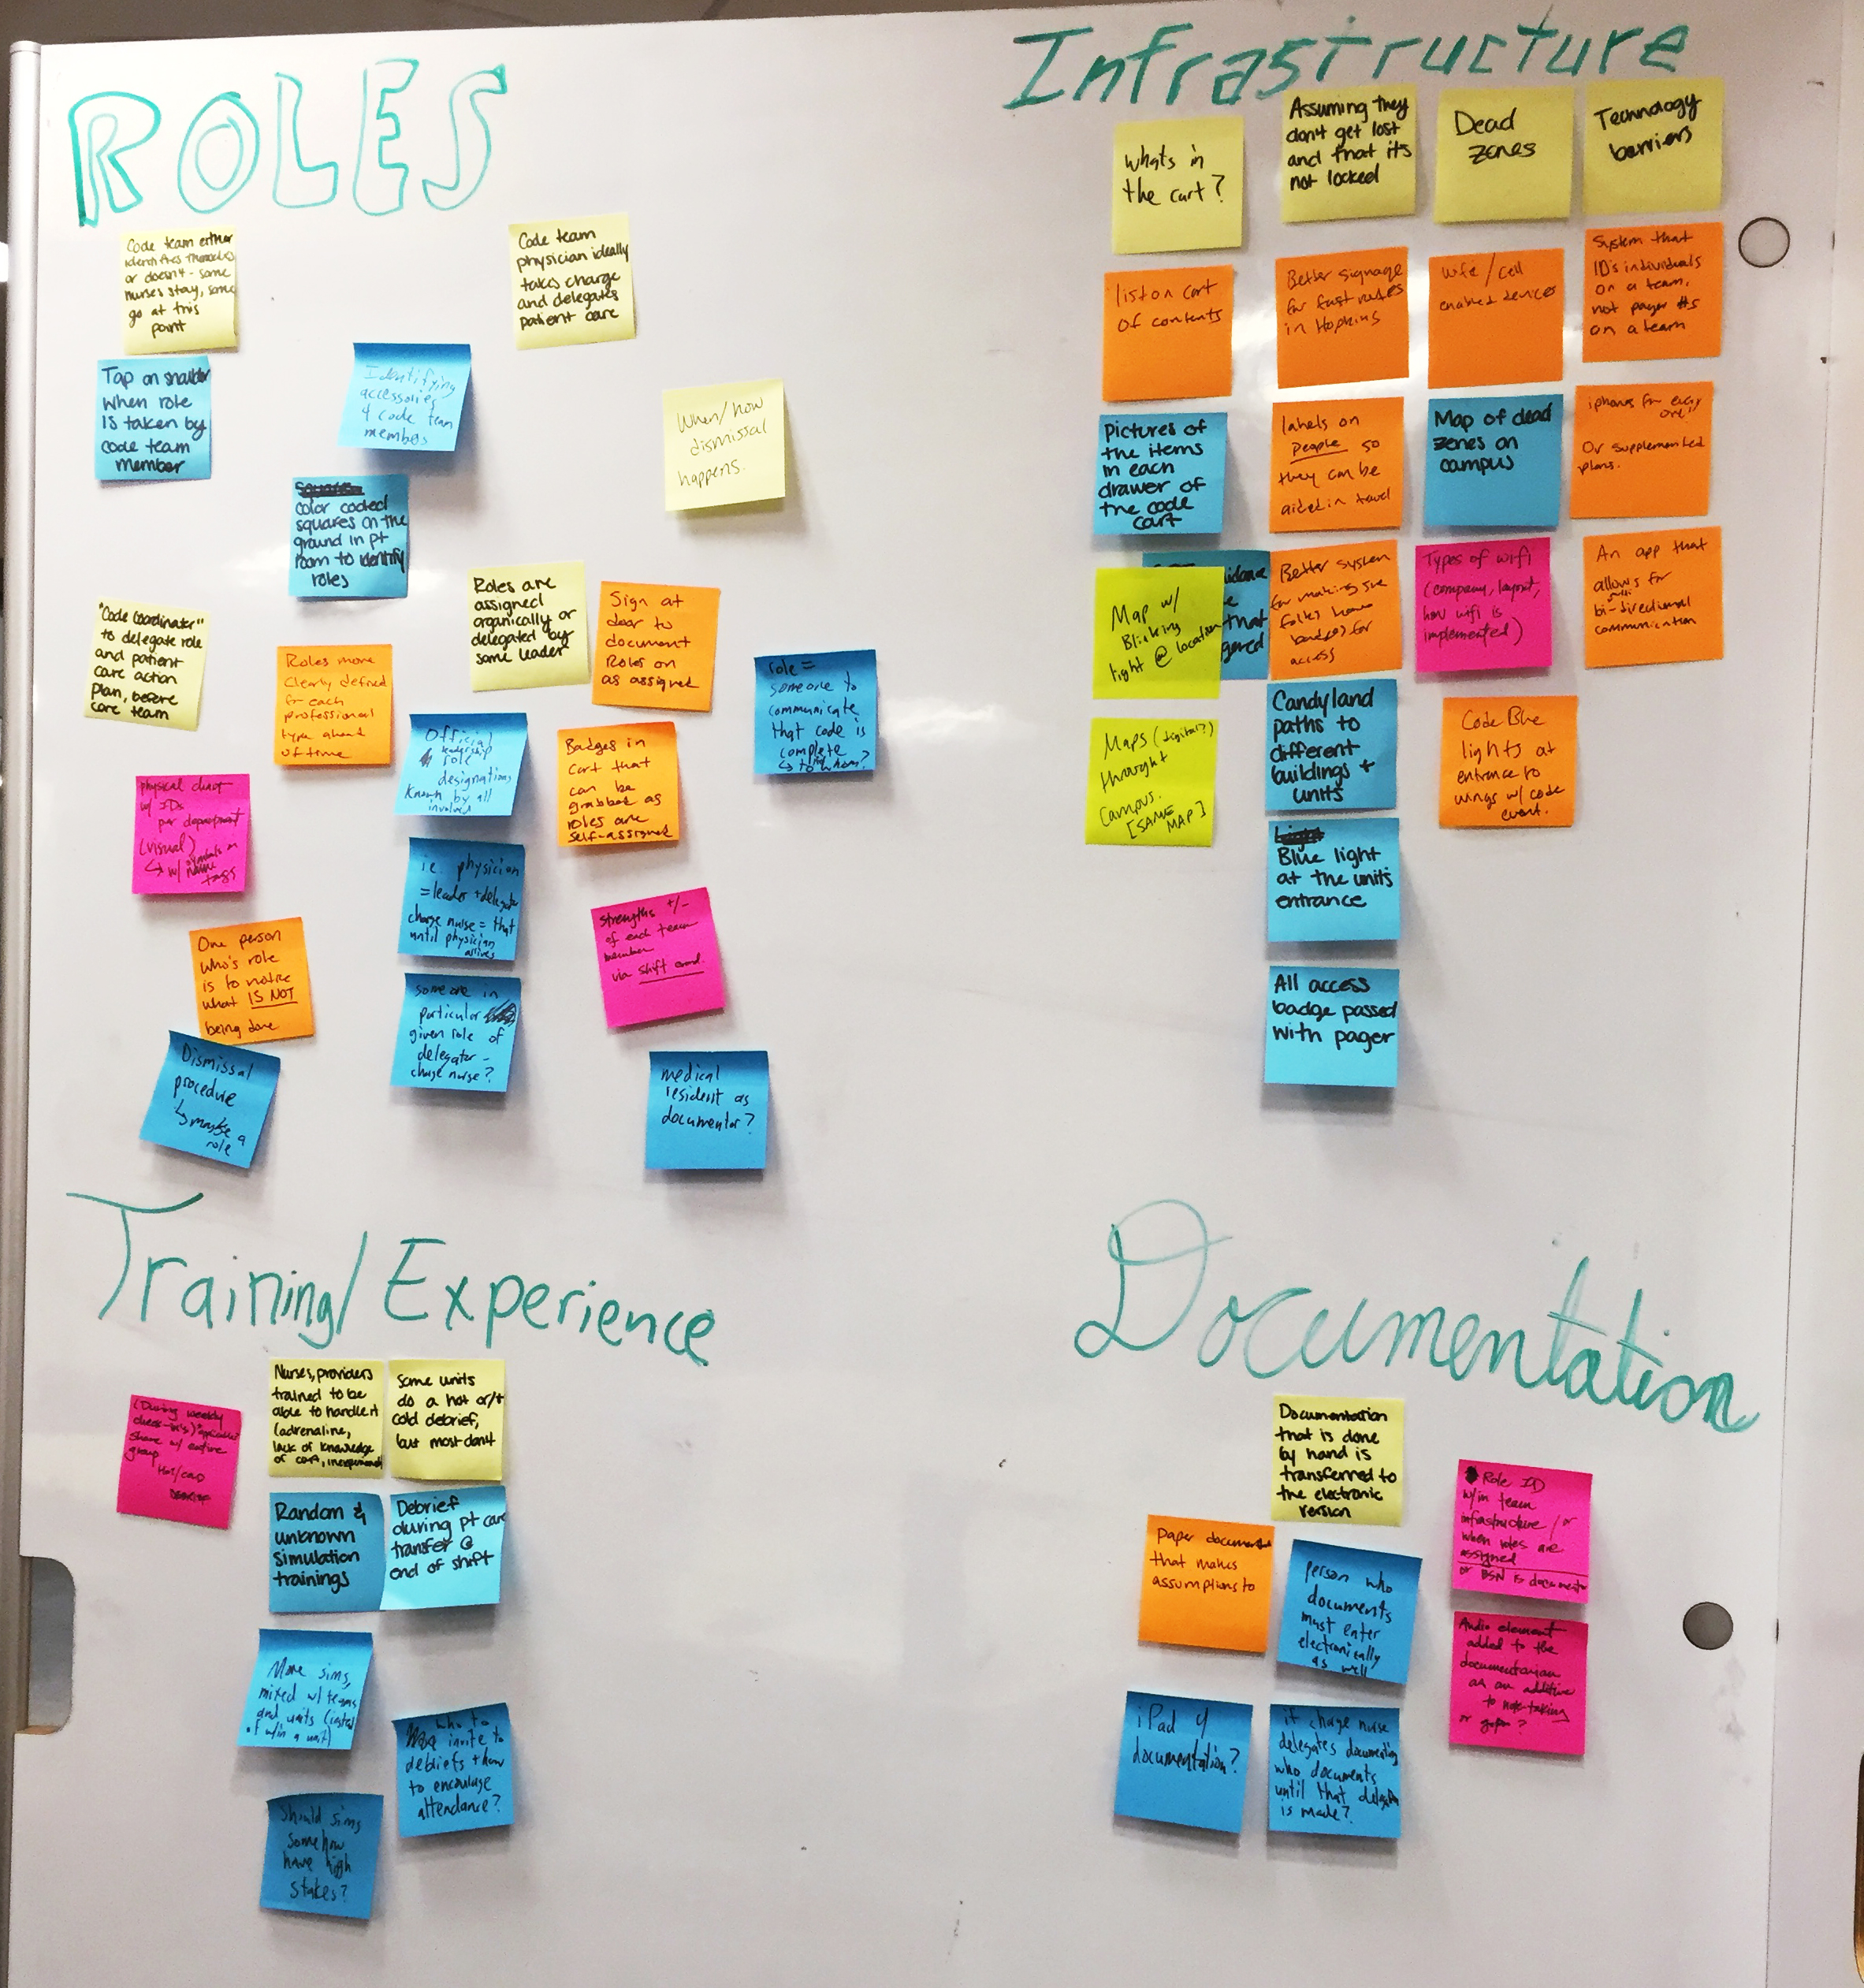 ROLES
Code team either
identifies themselves
or doesn't - some
nurses stay, some
go at this
point
Code team
physician ideally
takes charge
and delegates
patient care
Tap on shoulder
when role
is taken by
code team
member
Identifying
accessories
4 code team
members
When/how
dismissal
happens.
color coded
squares on the
ground in pt
room to identify
roles
Roles are
assigned
organically or
delegated by
some leader
Sign at
door to
document
Roles on
as assigned
"Code Coordinator"
to delegate role
and patient
care action
plan, before
care team
Roles more
clearly defined
for each
professional
type ahead
of time
role =
someone to
communicate
that code is
complete
↳ to whom?
Official
leadership
role
designations,
known by all
involved
Badges in
cart that
can be
grabbed as
roles are
self-assigned
physical chart
w/ IDs
per department
(visual)
↳ w/ symbols on
name
tags
ie. physician
= leader + delegator
charge nurse = that
until physician
arrives
strengths +/-
of each team
member
via shift
One person
who's role
is to notice
what IS NOT
being done
someone in
particular
given role of
delegator -
charge nurse?
Dismissal
procedure
↳ maybe a
role
medical
resident as
documentor?
Infrastructure
whats in
the cart?
Assuming they
don't get lost
and that its
not locked
Dead
zones
Technology
barriers
list on cart
of contents
Better signage
for fast routes
in Hopkins
wifi/cell
enabled devices
System that
ID's individuals
on a team,
not pager #s
on a team
Pictures of
the items
in each
drawer of
the code
cart
labels on
people so
they can be
aided in travel
Map of dead
zones on
campus
iphones for every
one!!
Or supplemented
plans.
Map w/
Blinking
light @ location
that
Better system
for making sure
folks have
badges for
access
Types of wifi
(company, layout,
how wifi is
implemented)
An app that
allows for
bi-directional
communication
Maps (digital?)
throught
campus.
[SAME
MAP]
Candyland
paths to
different
buildings +
units
Code Blue
lights at
entrance to
wings w/ code
event.
Blue light
at the units
entrance
All access
badge passed
with pager
Training/Experience
(During weekly
check-in's)
share w/ entire
group
Nurses, providers
trained to be
able to handle it
(adrenaline,
lack of knowledge
of cart, inexperienced)
Some units
do a hot or/+
cold debrief,
but most don't
Random &
unknown
simulation
trainings
Debrief
during pt care
transfer @
end of shift
More sims,
mixed w/ teams
and units (instead
of w/in a unit)
who to
invite to
debriefs + how
to encourage
attendance?
Should sims
somehow
have high
stakes?
Documentation
Documentation
that is done
by hand is
transferred to
the electronic
version
Role ID
w/in team
infrastructure / or
when roles are
assigned
or BSN is documentor
paper document
that makes
assumptions to
person who
documents
must enter
electronically
as well
Audio element
added to the
documentarian
as an additive
to note-taking
or gopro?
iPad 4
documentation?
if charge nurse
delegates documenting
who documents
until that delegation
is made?